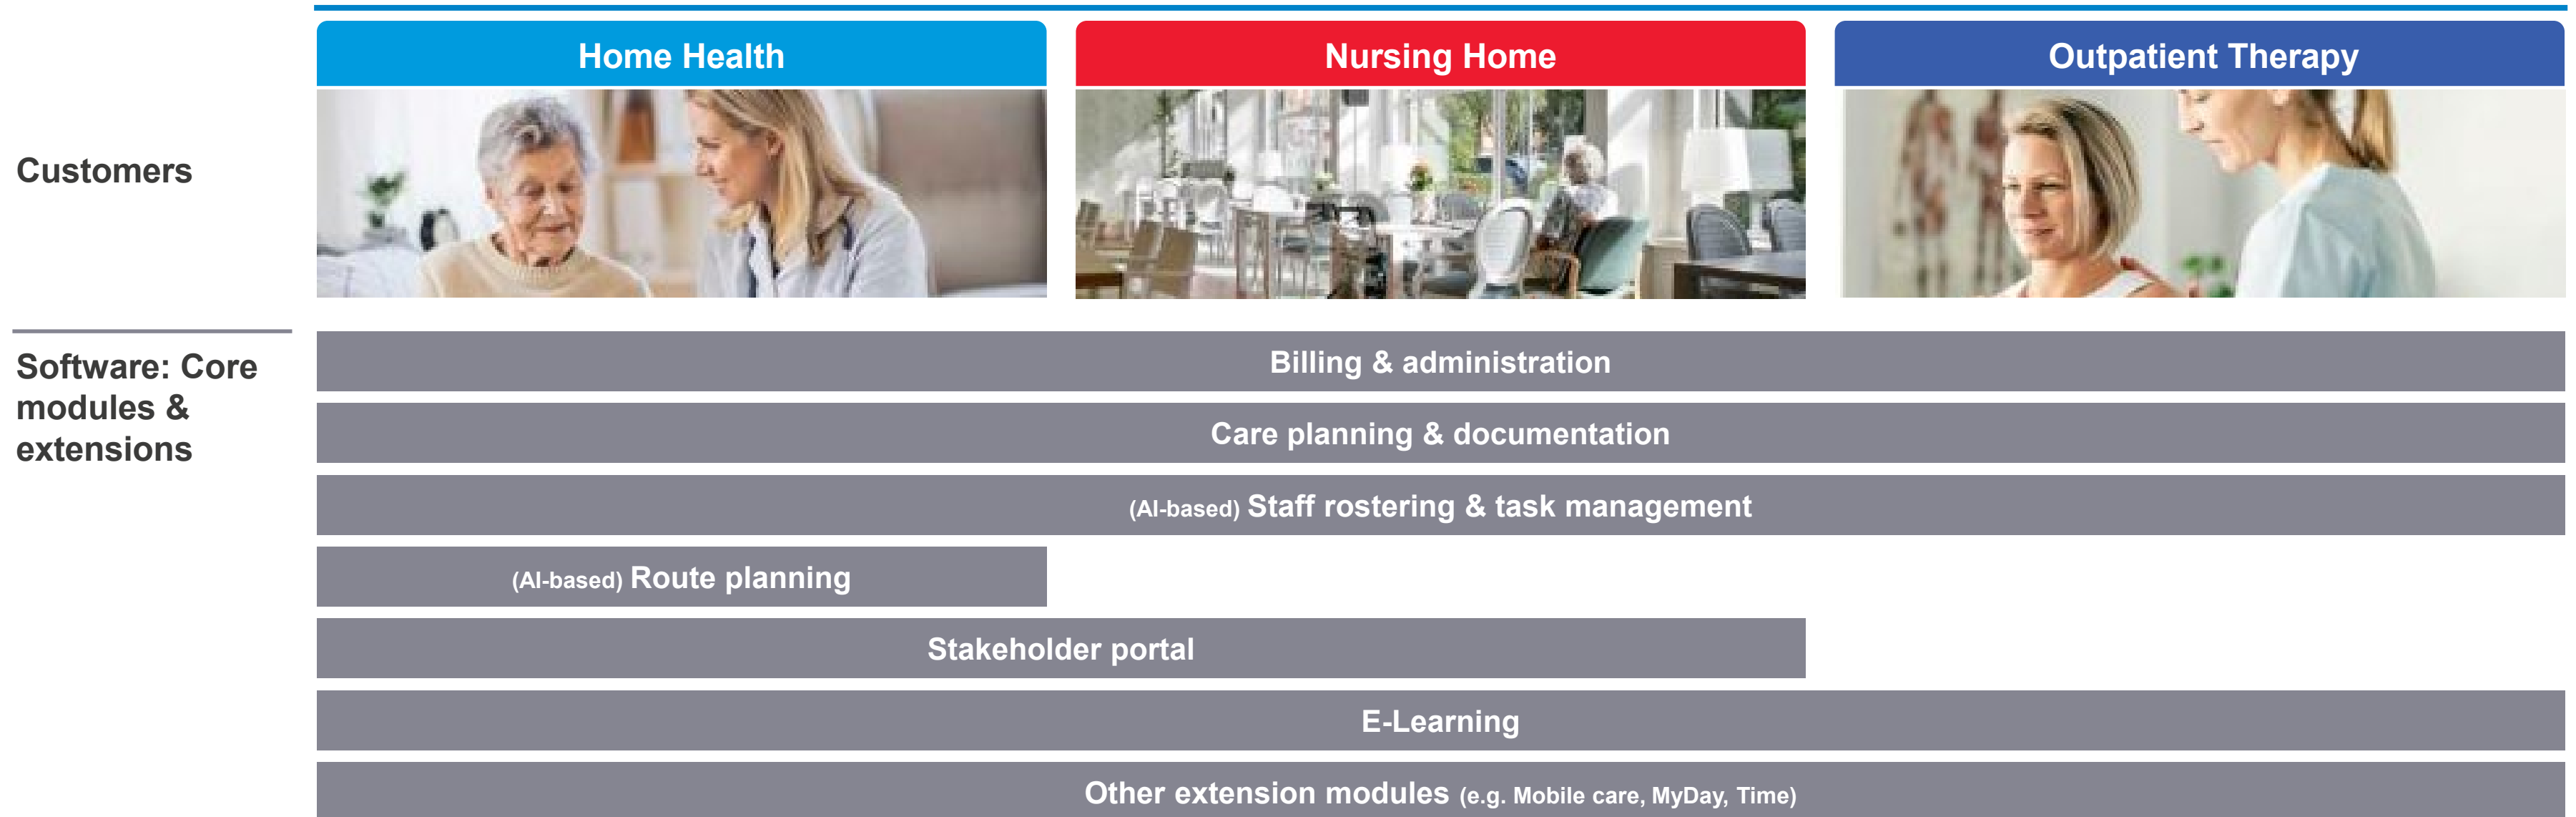 Home Health
Nursing Home
Outpatient Therapy
Customers
Software: Core
modules &
extensions
Billing & administration
Care planning & documentation
(AI-based) Staff rostering & task management
(AI-based) Route planning
Stakeholder portal
E-Learning
Other extension modules (e.g. Mobile care, MyDay, Time)